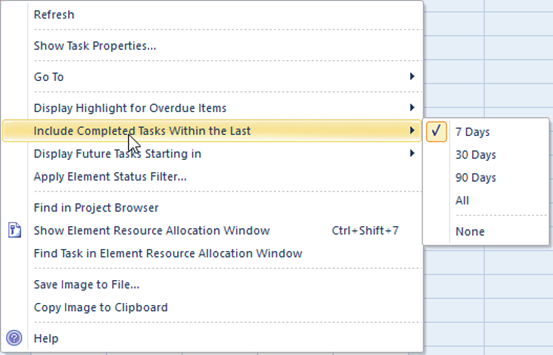 Refresh
Show Task Properties...
Go To
Display Highlight for Overdue Items
Include Completed Tasks Within the Last
Display Future Tasks Starting in
Apply Element Status Filter...
Find in Project Browser
Show Element Resource Allocation Window Ctrl+Shift+7
Find Task in Element Resource Allocation Window
Save Image to File...
Copy Image to Clipboard
Help
7 Days
30 Days
90 Days
All
None